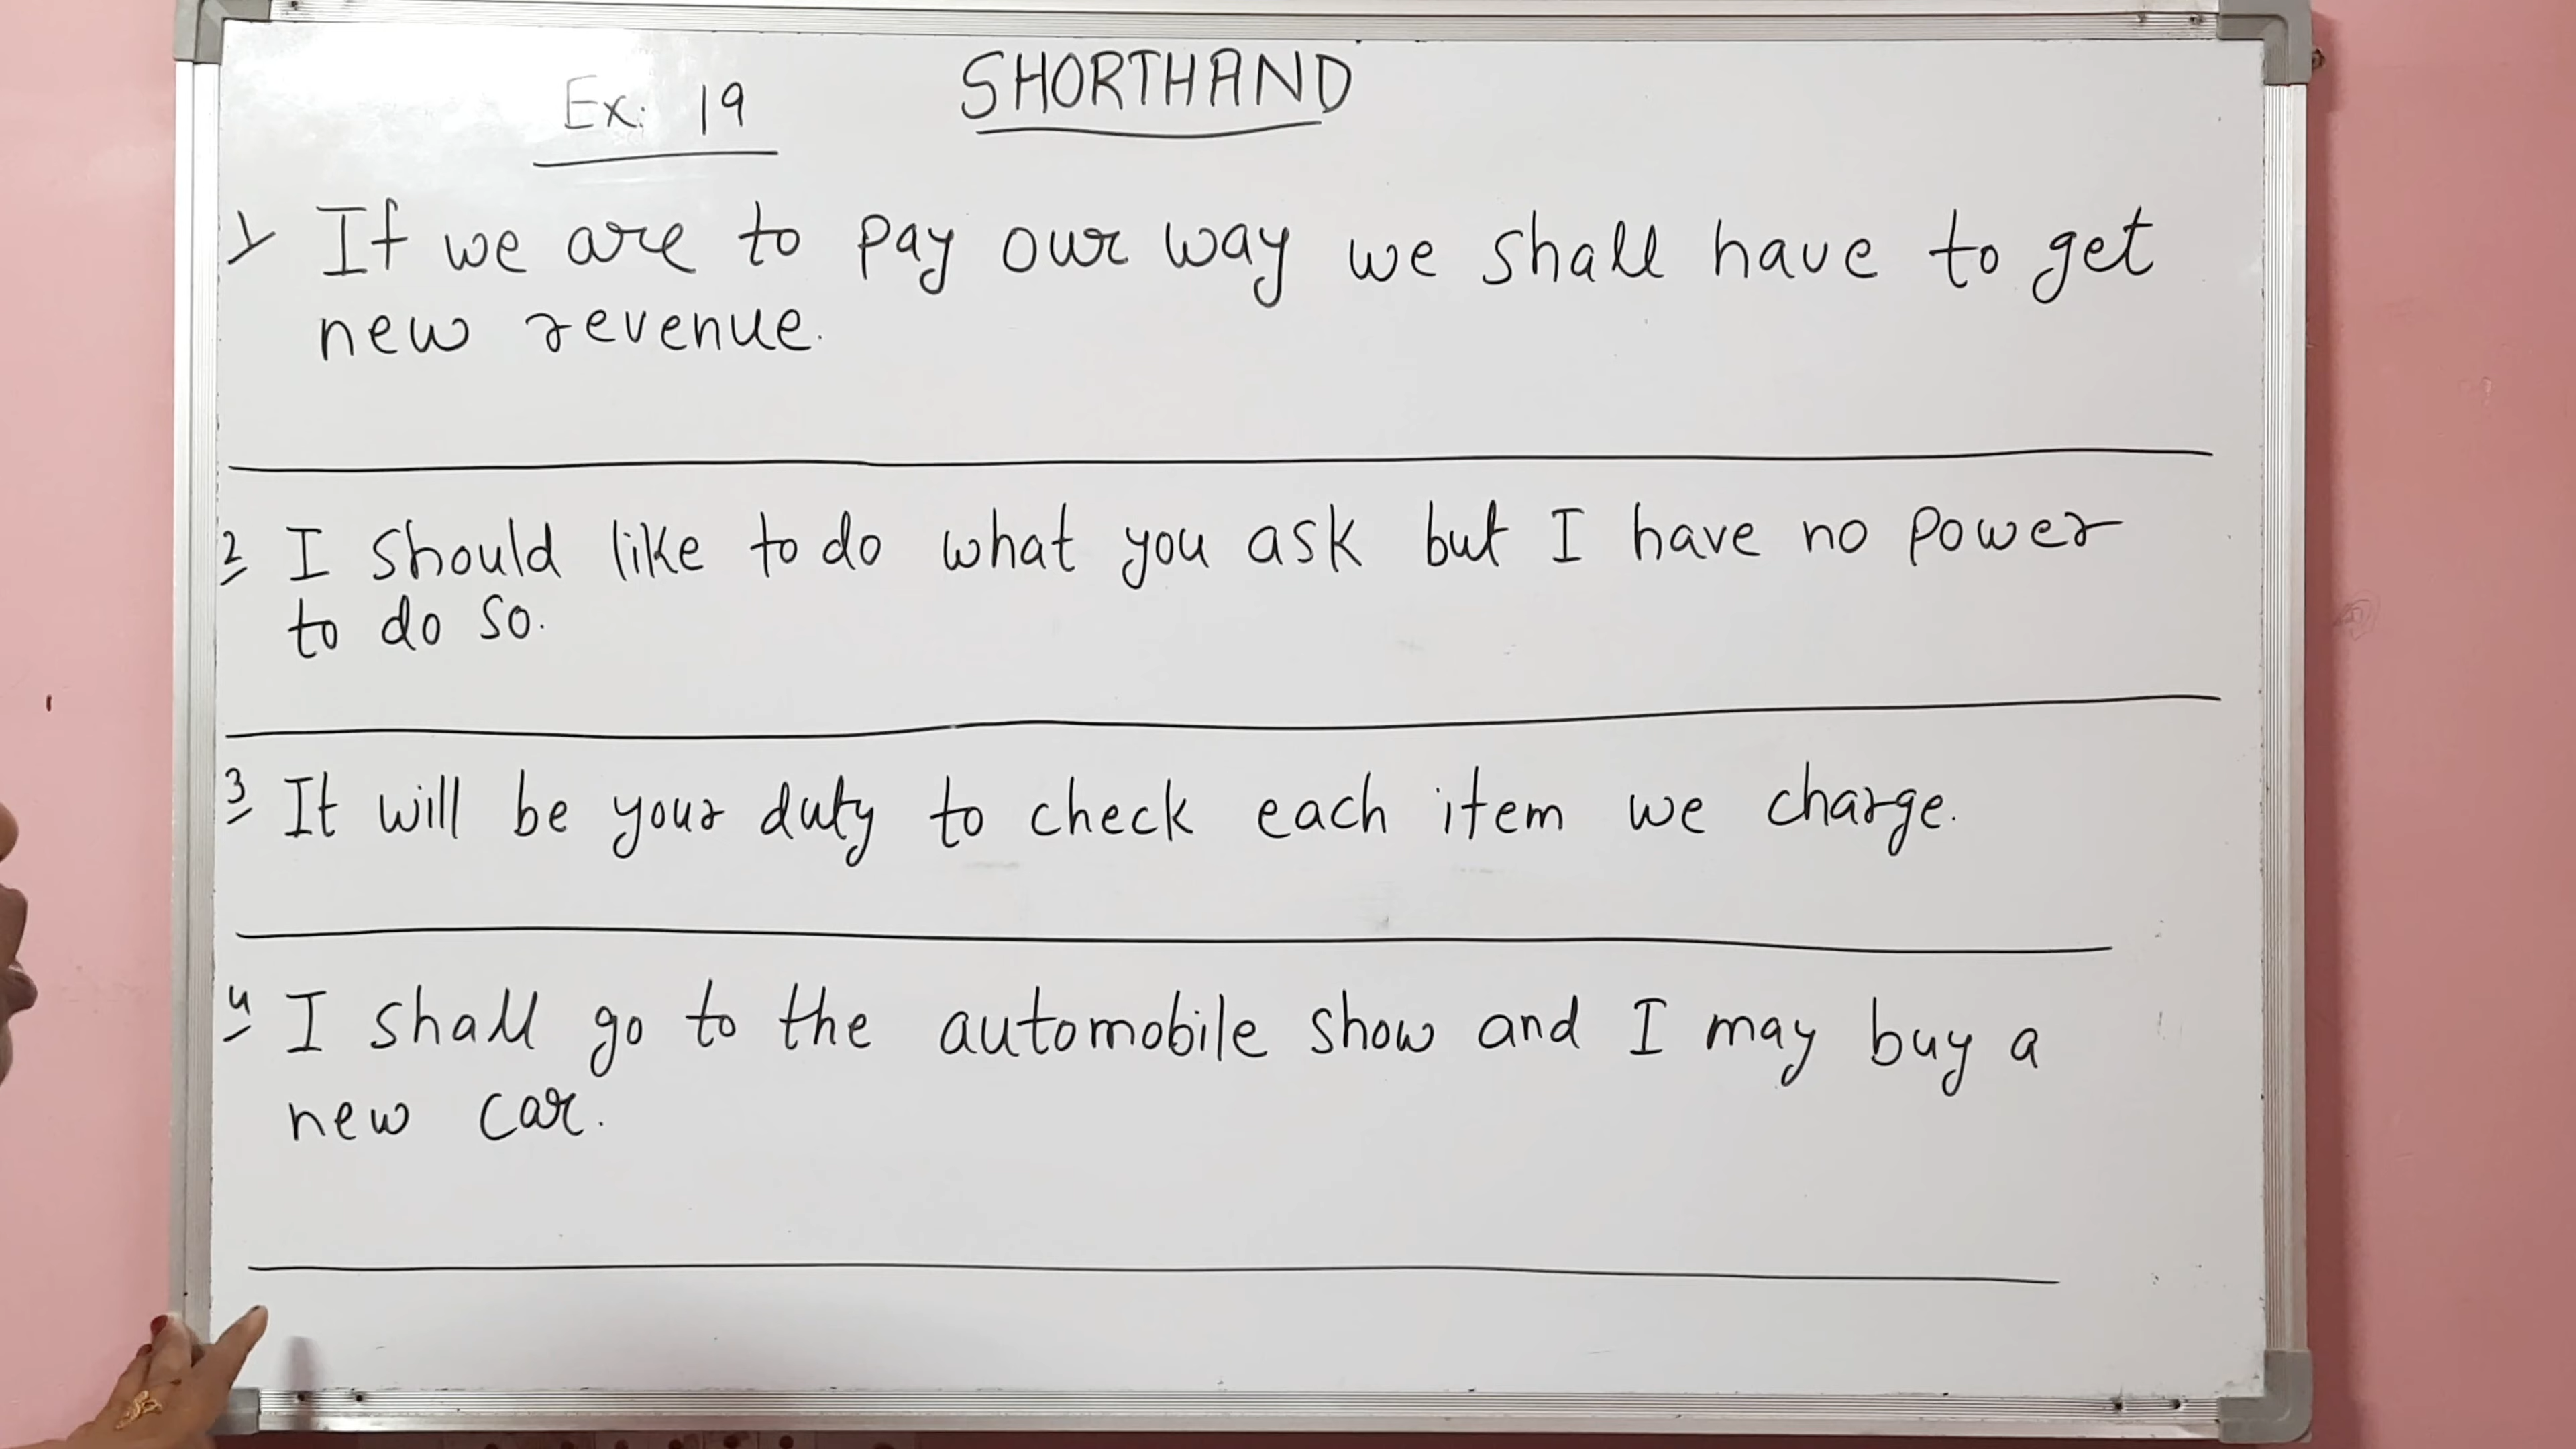 Ex: 19 SHORTHAND
1 If we are to pay our way we shall have to get
new revenue.
2 I should like to do what you ask but I have no power
to do so.
3 It will be your duty to check each item we charge.
4 I shall go to the automobile show and I may buy a
new car.